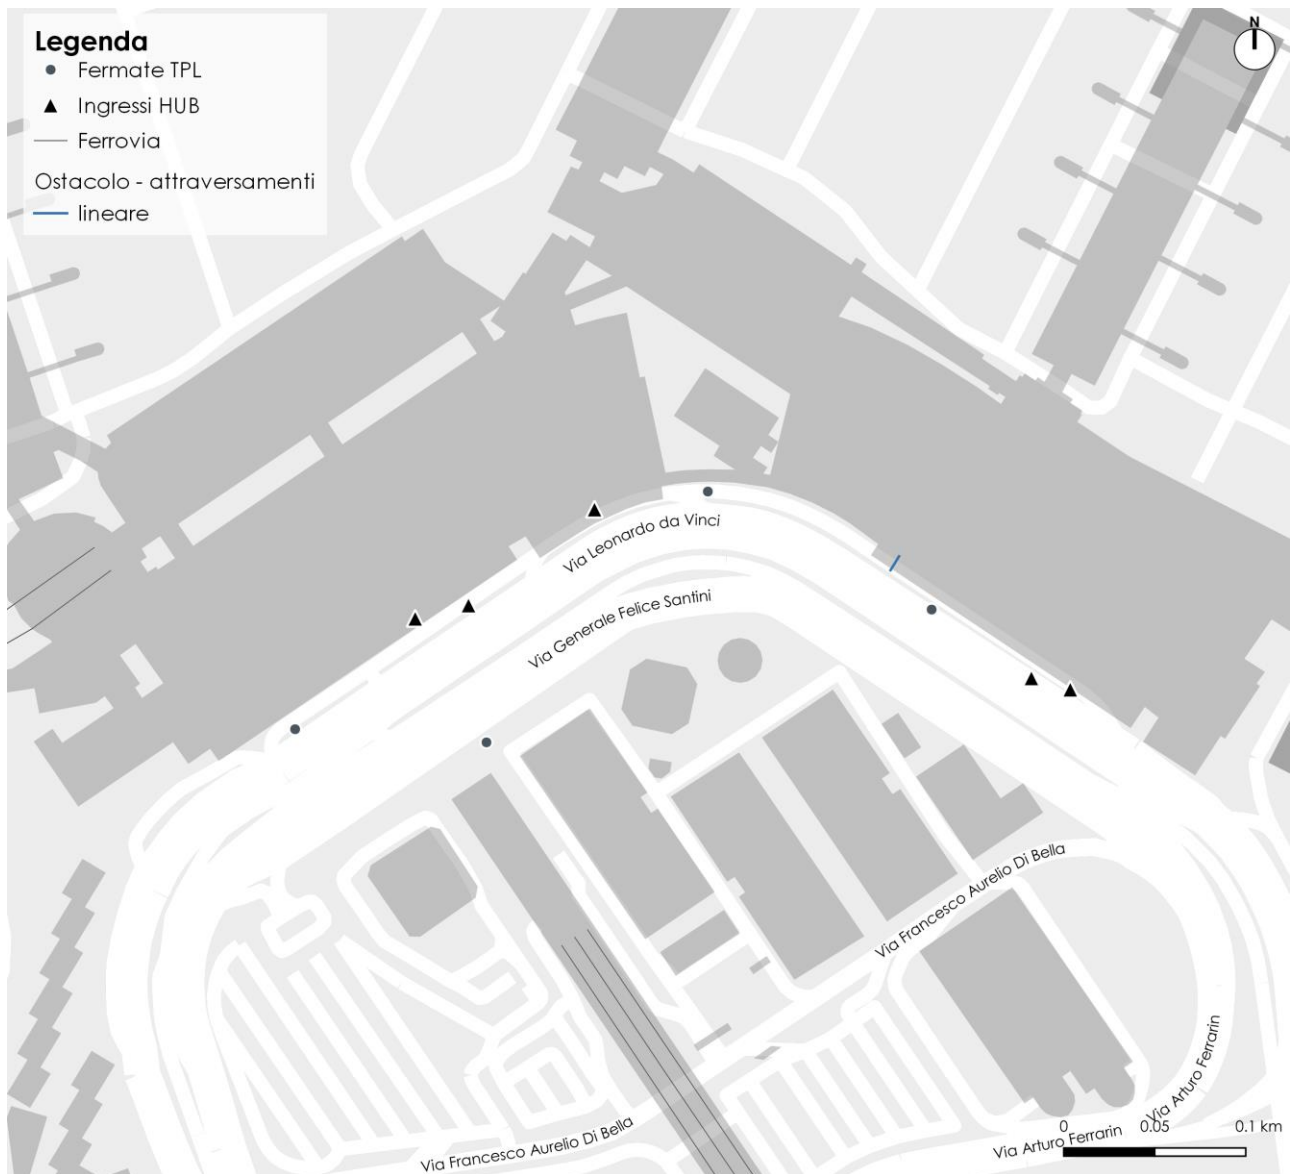 Legenda
Fermate TPL
Ingressi HUB
Ferrovia
Ostacolo - attraversamenti
lineare
N
Via Leonardo da Vinci
Via Generale Felice Santini
Via Francesco Aurelio Di Bella
Via Arturo Ferrarin
Via Francesco Aurelio Di Bella
Via Arturo Ferrarin
0 0.05 0.1 km